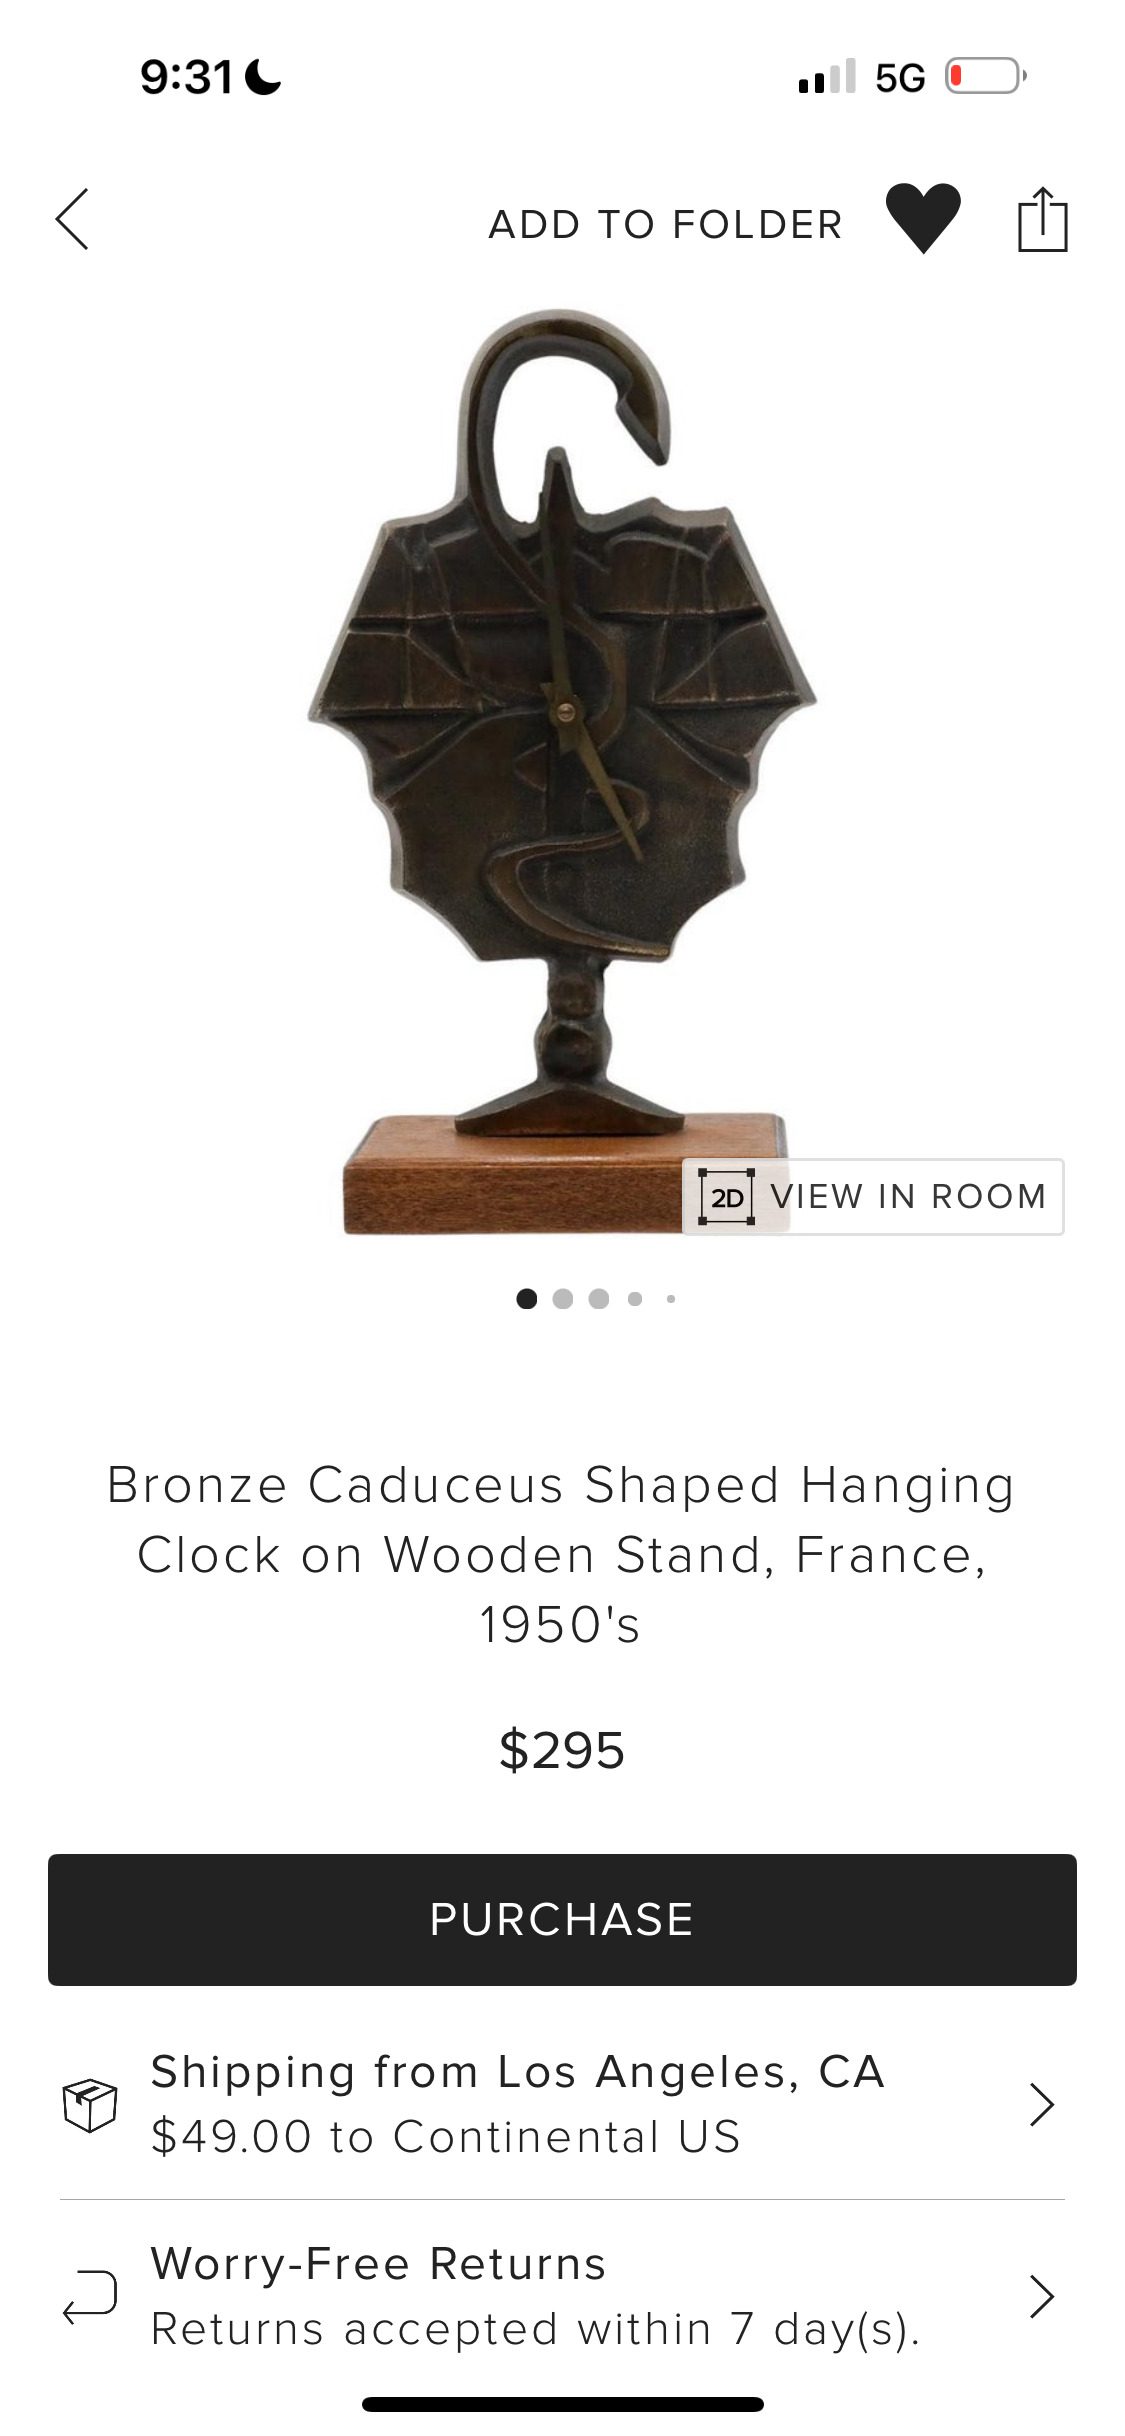 9:31
5G
ADD TO FOLDER
2D VIEW IN ROOM
Bronze Caduceus Shaped Hanging
Clock on Wooden Stand, France,
1950's
$295
PURCHASE
Shipping from Los Angeles, CA
$49.00 to Continental US
Worry-Free Returns
Returns accepted within 7 day(s).